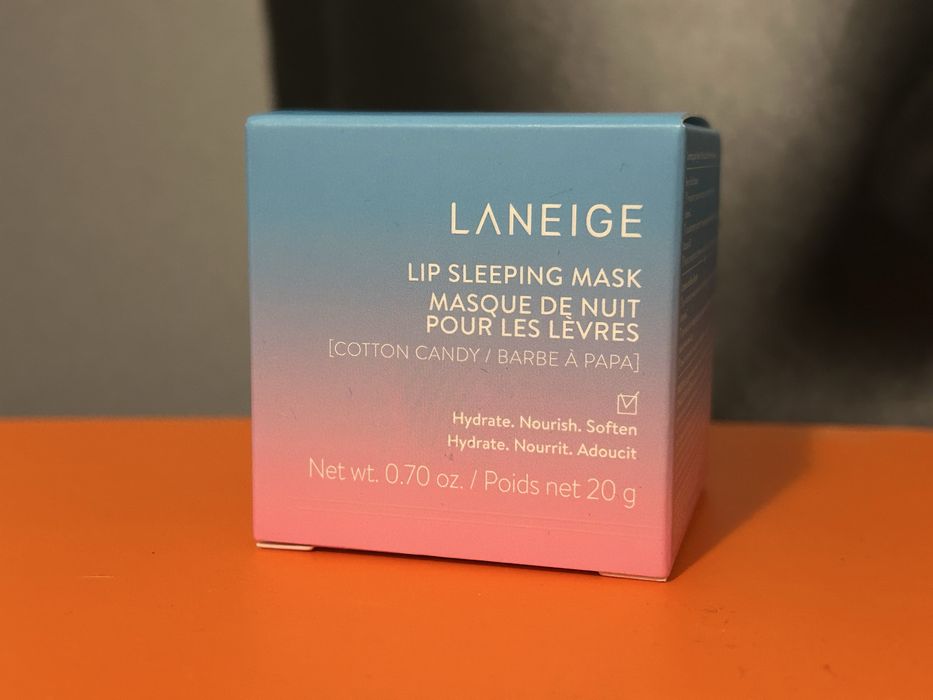 LANEIGE
LIP SLEEPING MASK
MASQUE DE NUIT
POUR LES LÈVRES
[COTTON CANDY / BARBE À PAPA]
Hydrate. Nourish. Soften
Hydrate. Nourrit. Adoucit
Net wt. 0.70 oz. / Poids net 20 g